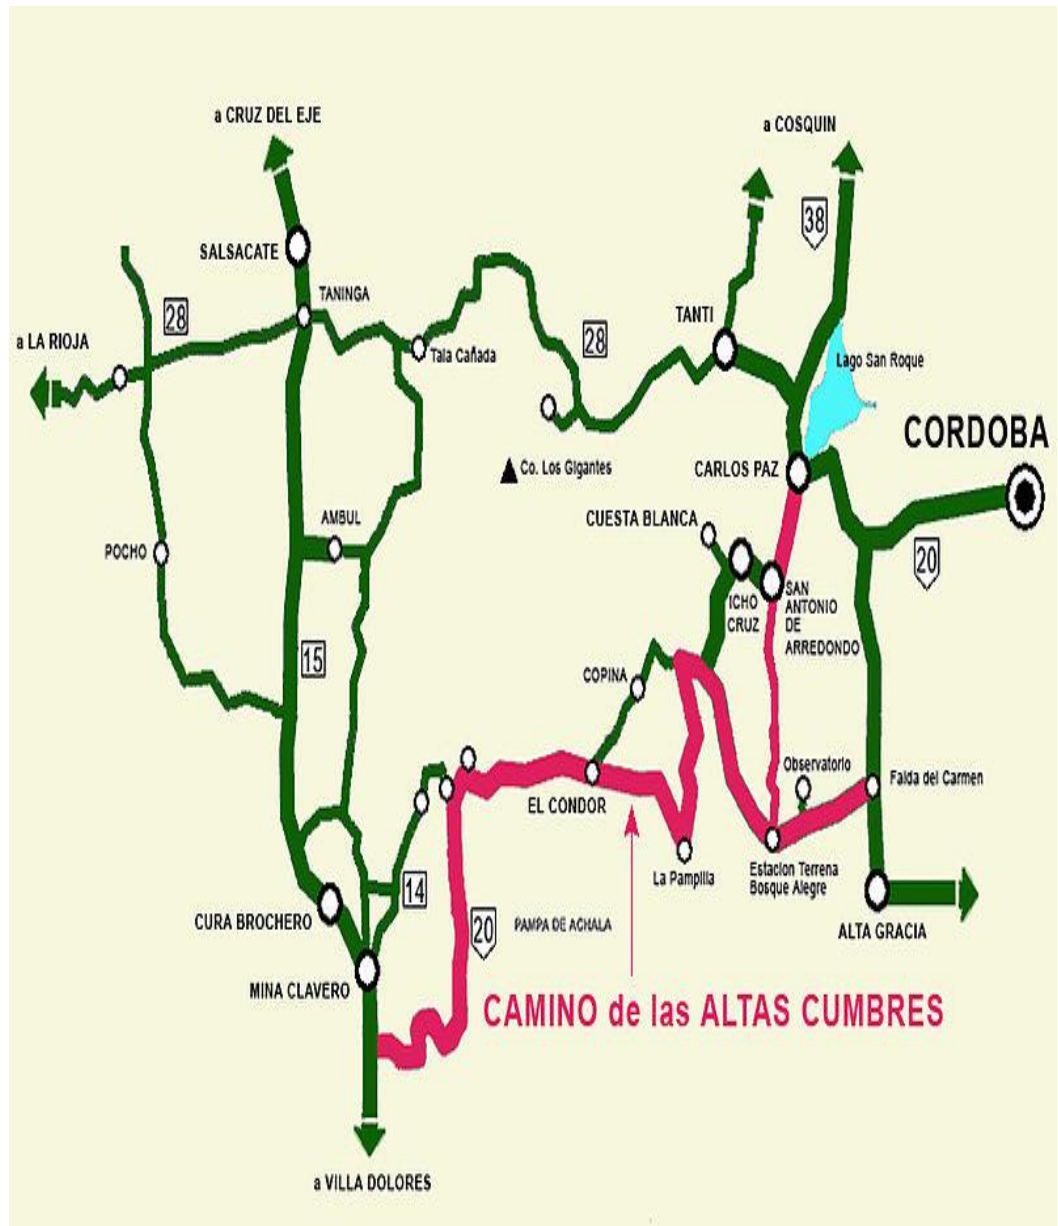 a CRUZ DEL EJE
a COSQUIN
38
SALSACATE
TANINGA
28
a LA RIOJA
Tala Cañada
28
TANTI
Lago San Roque
CORDOBA
CARLOS PAZ
Co. Los Gigantes
CUESTA BLANCA
AMBUL
POCHO
20
ICHO
CRUZ
SAN
ANTONIO
DE
ARREDONDO
15
COPINA
Observatorio
Falda del Carmen
EL CONDOR
La Pampilla
Estacion Terrena
Bosque Alegre
14
CURA BROCHERO
20
PAMPA DE ACHALA
ALTA GRACIA
MINA CLAVERO
CAMINO de las ALTAS CUMBRES
a VILLA DOLORES